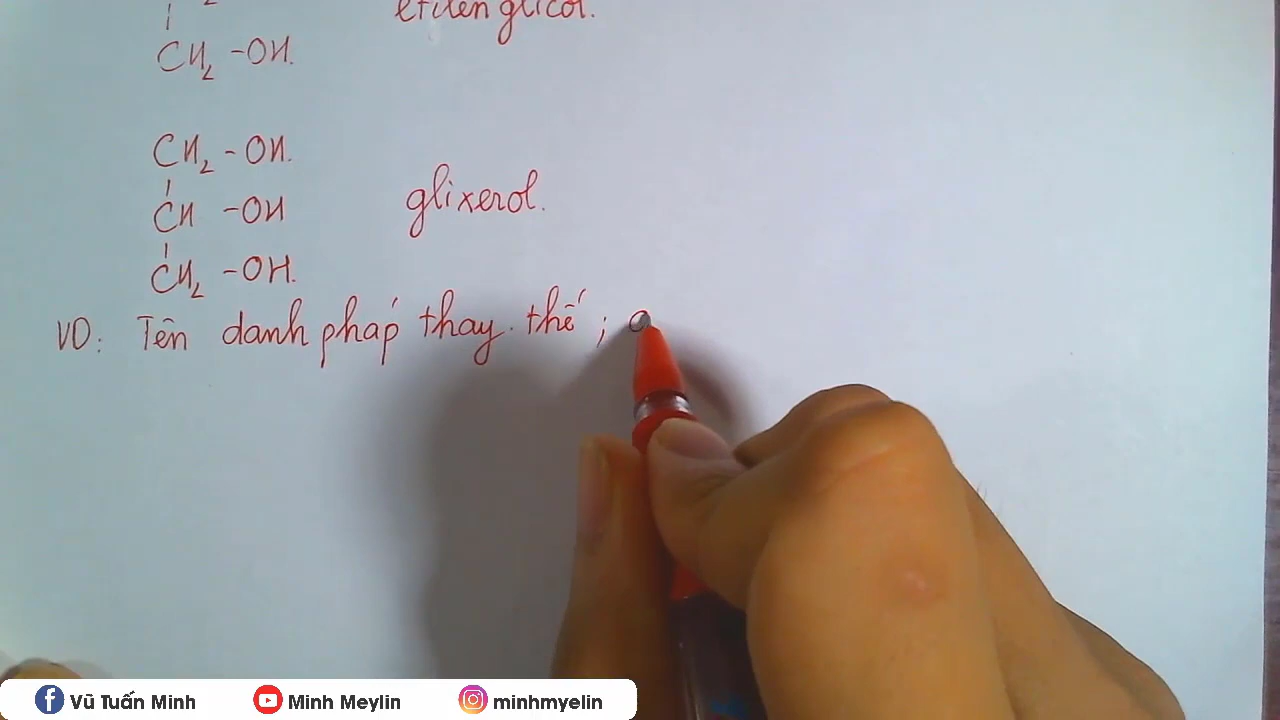 etilen glicol.
CH2 - OH.
CH2 - OH.
CH - OH
glixerol.
CH2 - OH.
VD: Tên danh pháp thay thế ;
Vũ Tuấn Minh
Minh Meylin
minhmyelin